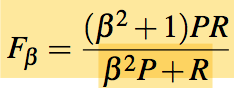 F_β = (β² + 1)PR / β²P + R